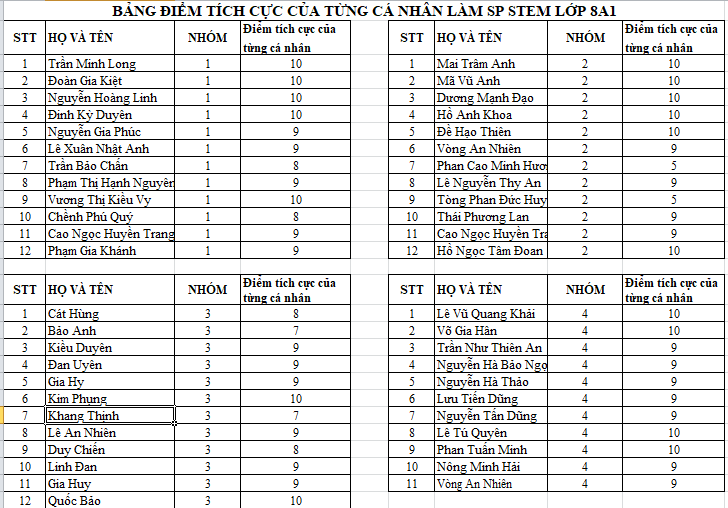 BẢNG ĐIỂM TÍCH CỰC CỦA TỪNG CÁ NHÂN LÀM SP STEM LỚP 8A1
STT HỌ VÀ TÊN NHÓM Điểm tích cực của từng cá nhân
1 Trần Minh Long 1 10
2 Đoàn Gia Kiệt 1 10
3 Nguyễn Hoàng Linh 1 10
4 Đinh Kỳ Duyên 1 10
5 Nguyễn Gia Phúc 1 9
6 Lê Xuân Nhật Anh 1 9
7 Trần Bảo Chấn 1 8
8 Phạm Thị Hạnh Nguyên 1 9
9 Vương Thị Kiều Vy 1 10
10 Chềnh Phú Quý 1 8
11 Cao Ngọc Huyền Trang 1 9
12 Phạm Gia Khánh 1 9
STT HỌ VÀ TÊN NHÓM Điểm tích cực của từng cá nhân
1 Mai Trâm Anh 2 10
2 Mã Vũ Anh 2 10
3 Dương Mạnh Đạo 2 10
4 Hồ Anh Khoa 2 10
5 Đề Hạo Thiên 2 10
6 Vòng An Nhiên 2 9
7 Phan Cao Minh Hươ 2 5
8 Lê Nguyễn Thy An 2 9
9 Tòng Phan Đức Huy 2 5
10 Thái Phương Lan 2 9
11 Cao Ngọc Huyền Tra 2 9
12 Hồ Ngọc Tâm Đoan 2 10
STT HỌ VÀ TÊN NHÓM Điểm tích cực của từng cá nhân
1 Cát Hùng 3 8
2 Bảo Anh 3 7
3 Kiều Duyên 3 9
4 Đan Uyên 3 9
5 Gia Hy 3 9
6 Kim Phụng 3 10
7 Khang Thịnh 3 7
8 Lê An Nhiên 3 9
9 Duy Chiến 3 8
10 Linh Đan 3 9
11 Gia Huy 3 9
12 Quốc Bảo 3 10
STT HỌ VÀ TÊN NHÓM Điểm tích cực của từng cá nhân
1 Lê Vũ Quang Khải 4 10
2 Võ Gia Hân 4 10
3 Trần Như Thiên An 4 9
4 Nguyễn Hà Bảo Ngọ 4 9
5 Nguyễn Hà Thảo 4 9
6 Lưu Tiến Dũng 4 9
7 Nguyễn Tấn Dũng 4 9
8 Lê Tú Quyên 4 10
9 Phan Tuấn Minh 4 10
10 Nông Minh Hải 4 9
11 Vòng An Nhiên 4 9